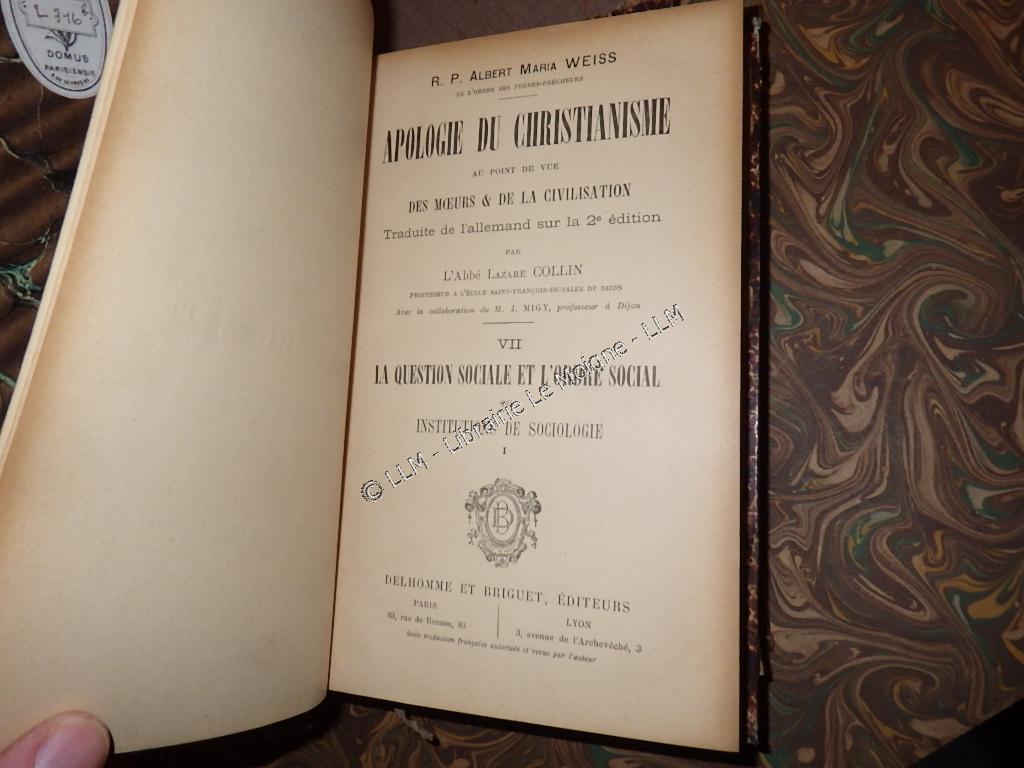 L 316
DOMUS
PARISIENSIS
R. P. ALBERT MARIA WEISS
DE L'ORDRE DES FRÈRES-PRÊCHEURS
APOLOGIE DU CHRISTIANISME
AU POINT DE VUE
DES MŒURS & DE LA CIVILISATION
Traduite de l'allemand sur la 2e édition
PAR
L'Abbé LAZARE COLLIN
PROFESSEUR A L'ÉCOLE SAINT-FRANÇOIS-DE-SALES DE DIJON
Avec la collaboration de M. J. MIGY, professeur à Dijon
VII
LA QUESTION SOCIALE ET L'ORDRE SOCIAL
INSTITUTIONS DE SOCIOLOGIE
I
DELHOMME ET BRIGUET, ÉDITEURS
PARIS
83, rue de Rennes, 83
LYON
3, avenue de l'Archevêché, 3
Seule traduction française autorisée et revue par l'auteur
© LLM - Librairie Le Moigne - LLM